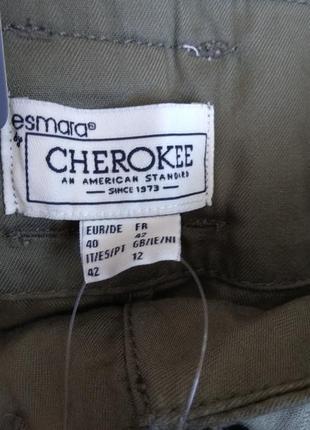 esmara®
by
CHEROKEE
AN AMERICAN STANDARD
SINCE 1973
EUR/DE FR
40 42
IT/ES/PT GB/IE/NI
42 12